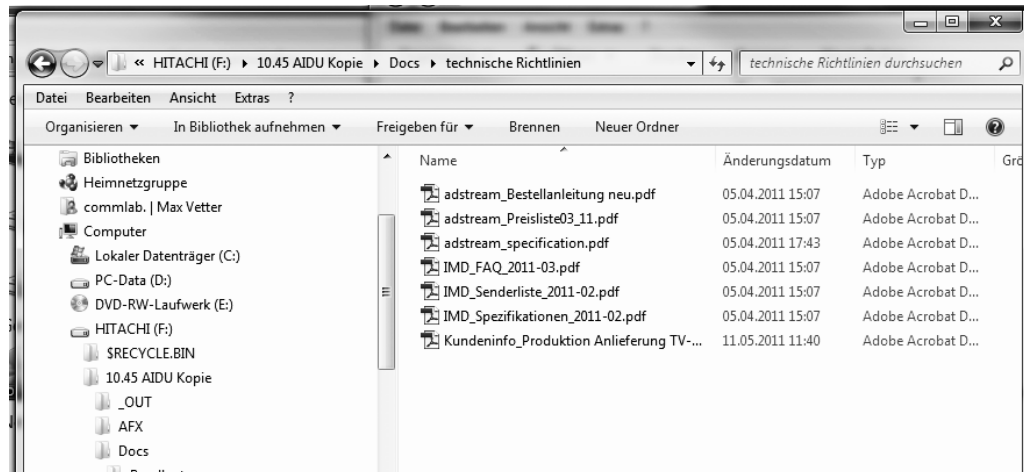 « HITACHI (F:) ▸ 10.45 AIDU Kopie ▸ Docs ▸ technische Richtlinien
technische Richtlinien durchsuchen
Datei Bearbeiten Ansicht Extras ?
Organisieren In Bibliothek aufnehmen Freigeben für Brennen Neuer Ordner
Bibliotheken
Heimnetzgruppe
commlab. | Max Vetter
Computer
Lokaler Datenträger (C:)
PC-Data (D:)
DVD-RW-Laufwerk (E:)
HITACHI (F:)
$RECYCLE.BIN
10.45 AIDU Kopie
_OUT
AFX
Docs
Name Änderungsdatum Typ Grö
adstream_Bestellanleitung neu.pdf 05.04.2011 15:07 Adobe Acrobat D...
adstream_Preisliste03_11.pdf 05.04.2011 15:07 Adobe Acrobat D...
adstream_specification.pdf 05.04.2011 17:43 Adobe Acrobat D...
IMD_FAQ_2011-03.pdf 05.04.2011 15:07 Adobe Acrobat D...
IMD_Senderliste_2011-02.pdf 05.04.2011 15:07 Adobe Acrobat D...
IMD_Spezifikationen_2011-02.pdf 05.04.2011 15:07 Adobe Acrobat D...
Kundeninfo_Produktion Anlieferung TV-... 11.05.2011 11:40 Adobe Acrobat D...